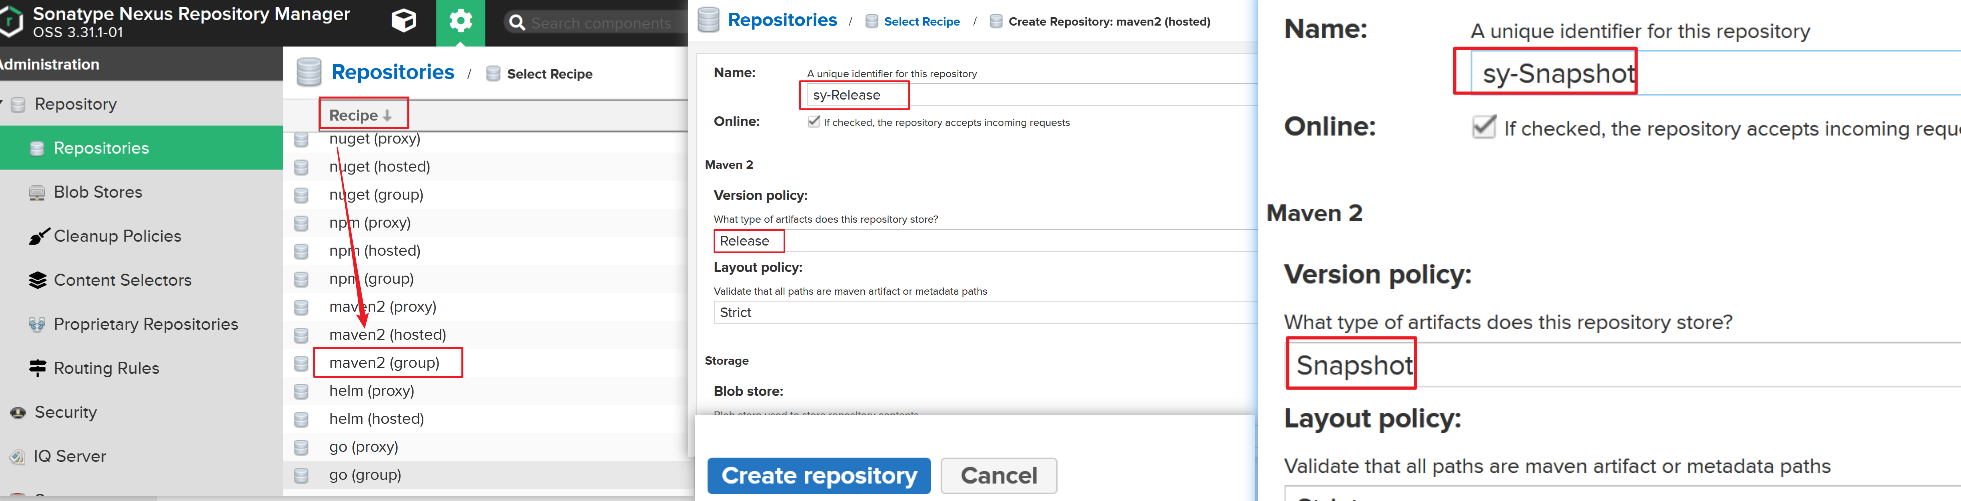 Sonatype Nexus Repository Manager
OSS 3.31.1-01
Search components
Administration
Repository
Repositories
Blob Stores
Cleanup Policies
Content Selectors
Proprietary Repositories
Routing Rules
Security
IQ Server
Repositories / Select Recipe
Recipe
nuget (proxy)
nuget (hosted)
nuget (group)
npm (proxy)
npm (hosted)
npm (group)
maven2 (proxy)
maven2 (hosted)
maven2 (group)
helm (proxy)
helm (hosted)
go (proxy)
go (group)
Repositories / Select Recipe / Create Repository: maven2 (hosted)
Name: A unique identifier for this repository
sy-Release
Online: If checked, the repository accepts incoming requests
Maven 2
Version policy:
What type of artifacts does this repository store?
Release
Layout policy:
Validate that all paths are maven artifact or metadata paths
Strict
Storage
Blob store:
Blob store used to store repository contents
Create repository Cancel
Name: A unique identifier for this repository
sy-Snapshot
Online: If checked, the repository accepts incoming requ
Maven 2
Version policy:
What type of artifacts does this repository store?
Snapshot
Layout policy:
Validate that all paths are maven artifact or metadata paths